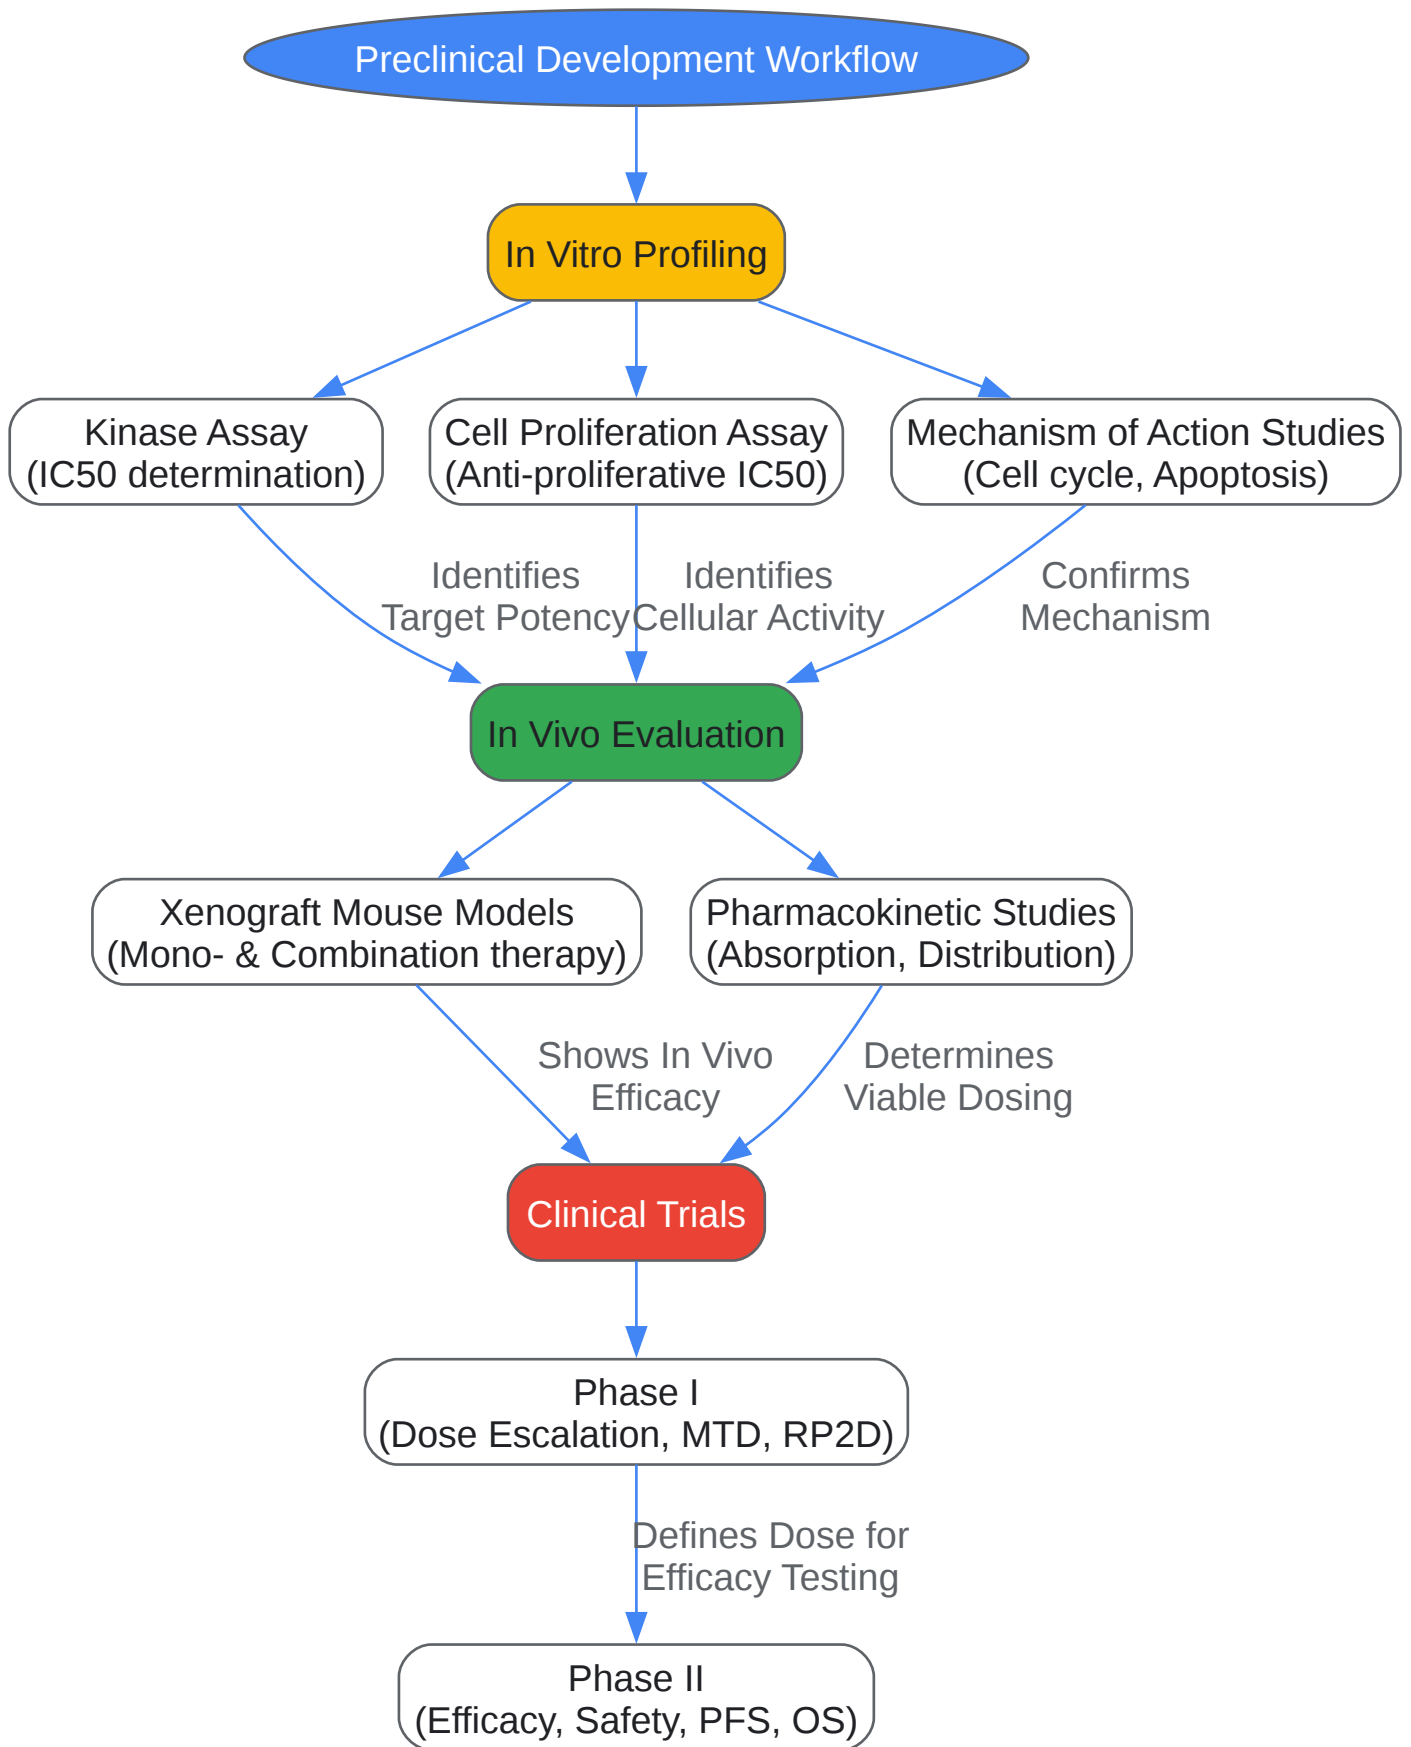 Preclinical Development Workflow
In Vitro Profiling
Kinase Assay
(IC50 determination)
Cell Proliferation Assay
(Anti-proliferative IC50)
Mechanism of Action Studies
(Cell cycle, Apoptosis)
Identifies
Target Potency
Identifies
Cellular Activity
Confirms
Mechanism
In Vivo Evaluation
Xenograft Mouse Models
(Mono- & Combination therapy)
Pharmacokinetic Studies
(Absorption, Distribution)
Shows In Vivo
Efficacy
Determines
Viable Dosing
Clinical Trials
Phase I
(Dose Escalation, MTD, RP2D)
Defines Dose for
Efficacy Testing
Phase II
(Efficacy, Safety, PFS, OS)